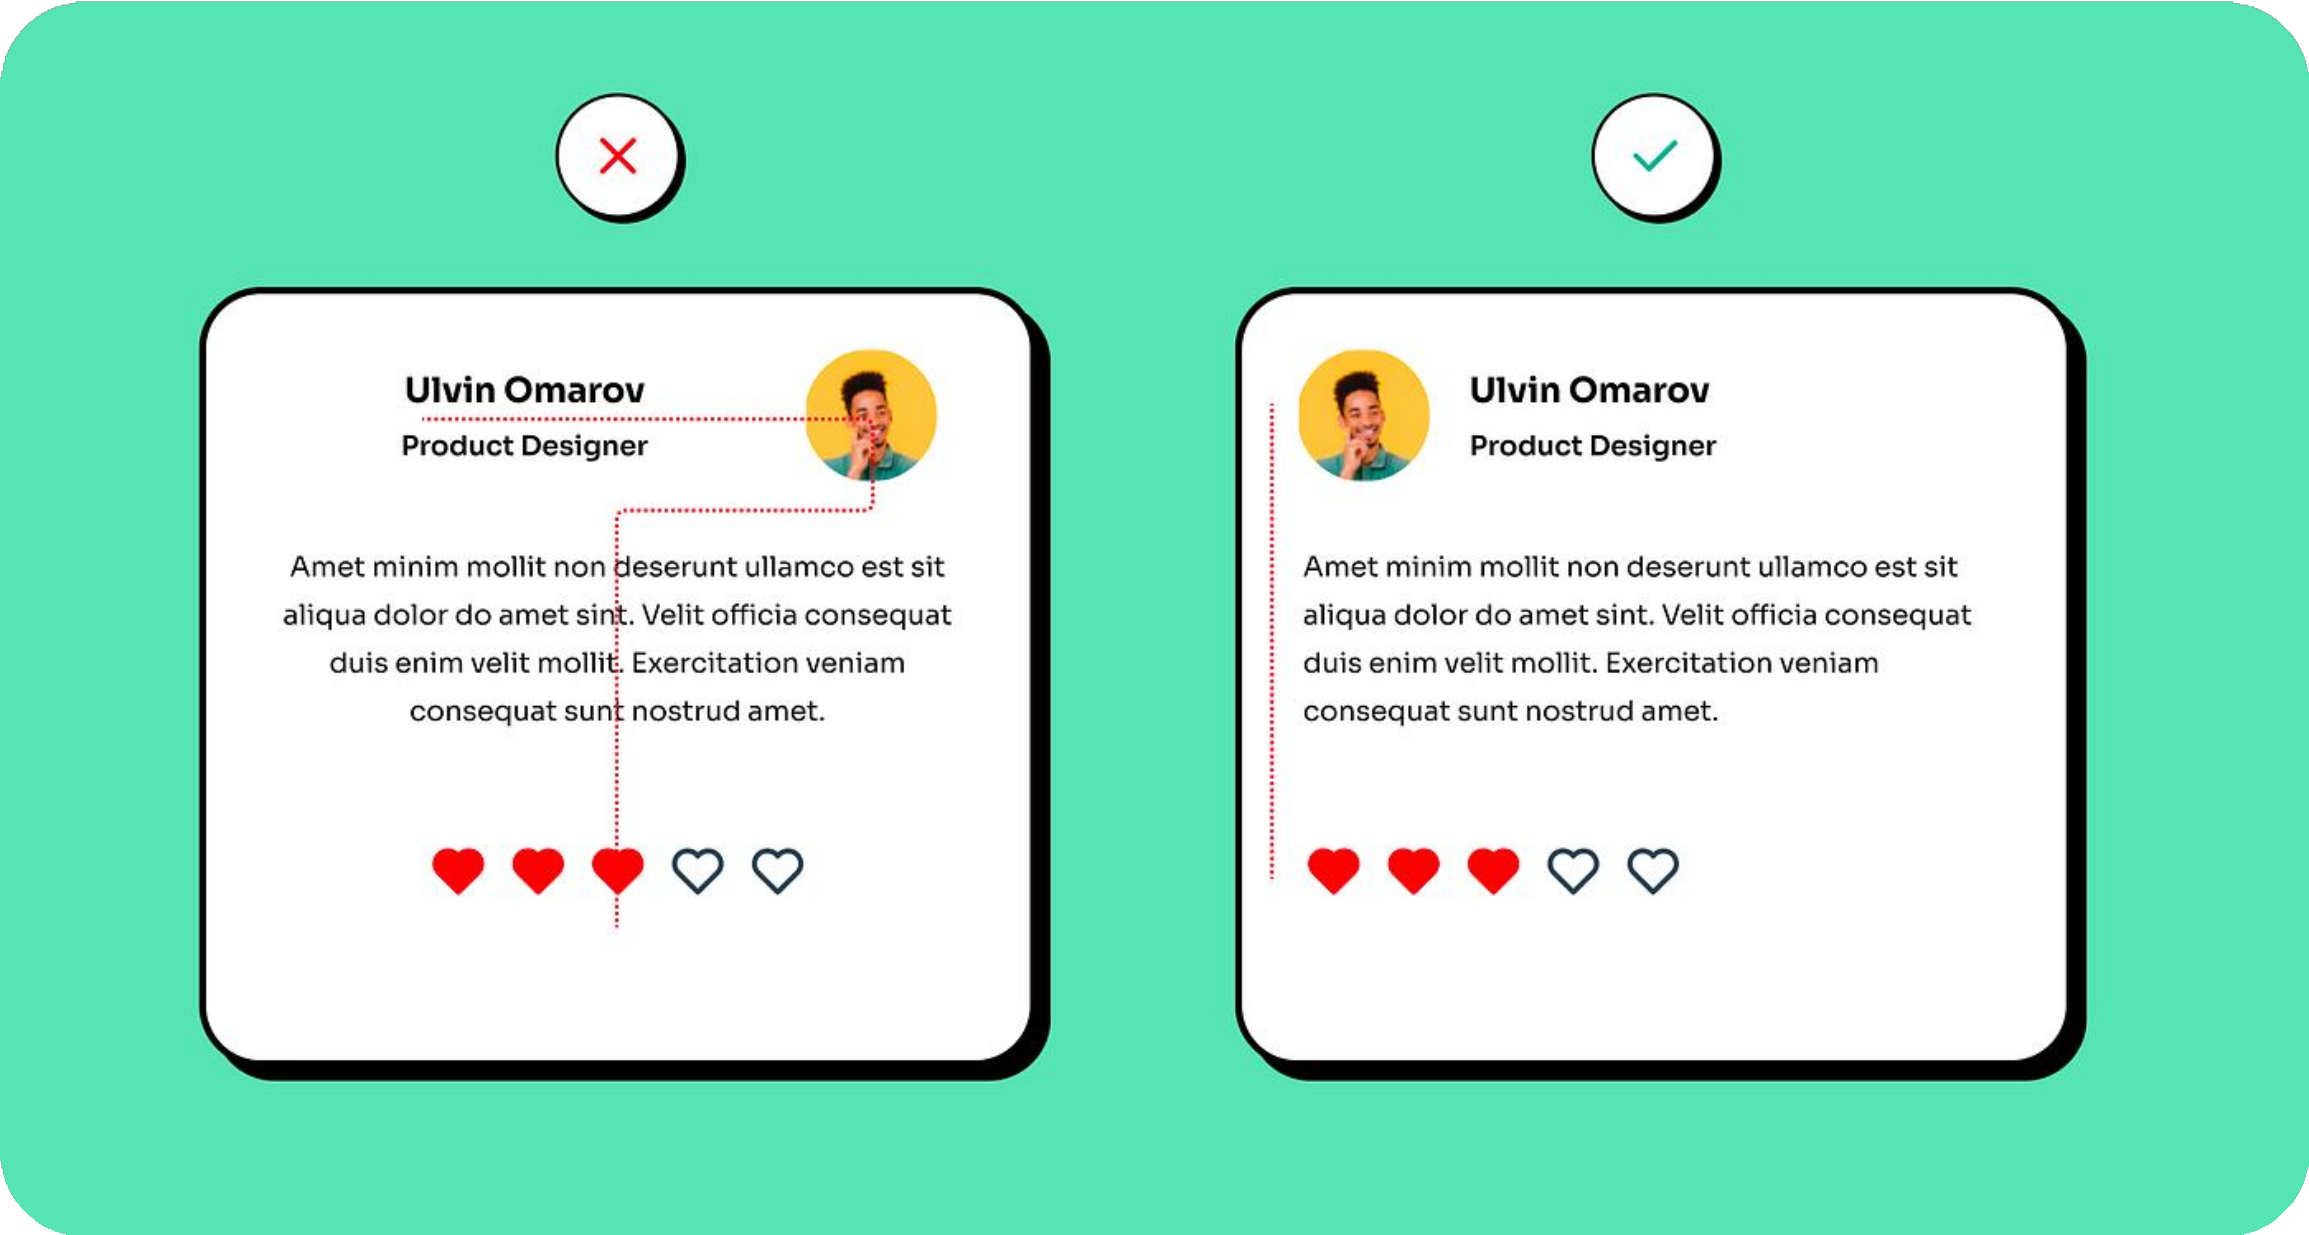 Ulvin Omarov
Product Designer
Amet minim mollit non deserunt ullamco est sit
aliqua dolor do amet sint. Velit officia consequat
duis enim velit mollit. Exercitation veniam
consequat sunt nostrud amet.
Ulvin Omarov
Product Designer
Amet minim mollit non deserunt ullamco est sit
aliqua dolor do amet sint. Velit officia consequat
duis enim velit mollit. Exercitation veniam
consequat sunt nostrud amet.